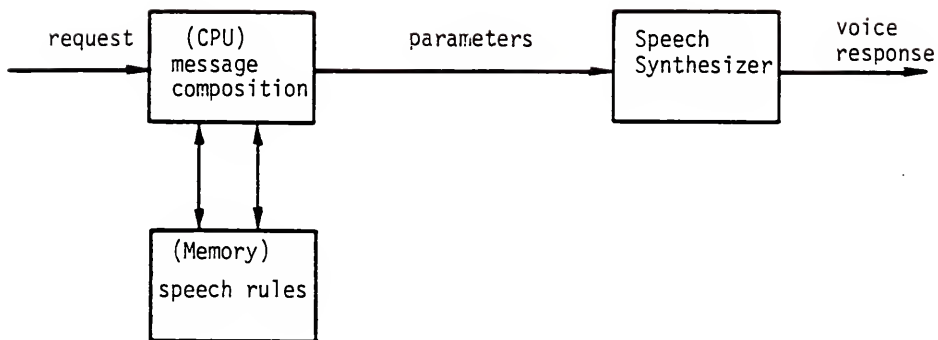 request
(CPU)
message
composition
parameters
Speech
Synthesizer
voice
response
(Memory)
speech rules